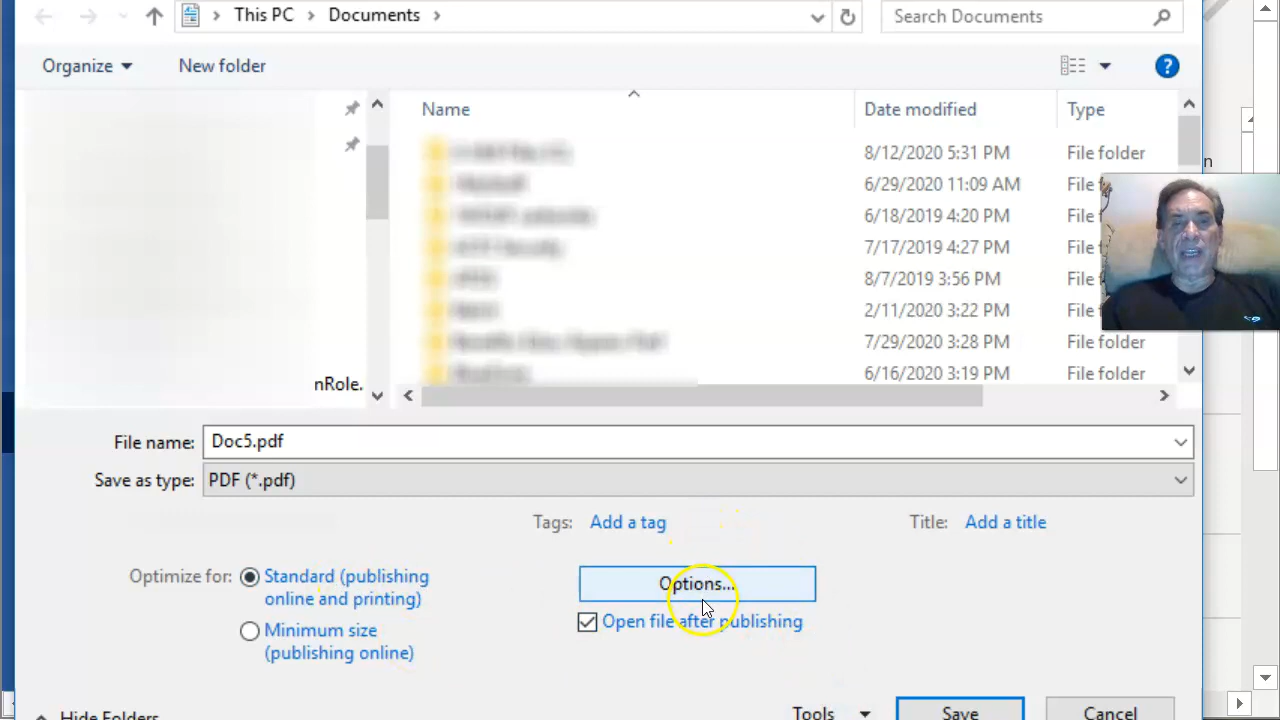 This PC > Documents >
Search Documents
Organize
New folder
?
Name
Date modified
Type
8/12/2020 5:31 PM
File folder
6/29/2020 11:09 AM
File f
6/18/2019 4:20 PM
File f
7/17/2019 4:27 PM
File f
8/7/2019 3:56 PM
File f
2/11/2020 3:22 PM
File f
7/29/2020 3:28 PM
File folder
6/16/2020 3:19 PM
File folder
nRole.
n
File name:
Doc5.pdf
Save as type:
PDF (*.pdf)
Tags:
Add a tag
Title:
Add a title
Optimize for:
Standard (publishing
online and printing)
Minimum size
(publishing online)
Options...
Open file after publishing
Hide Folders
Tools
Save
Cancel